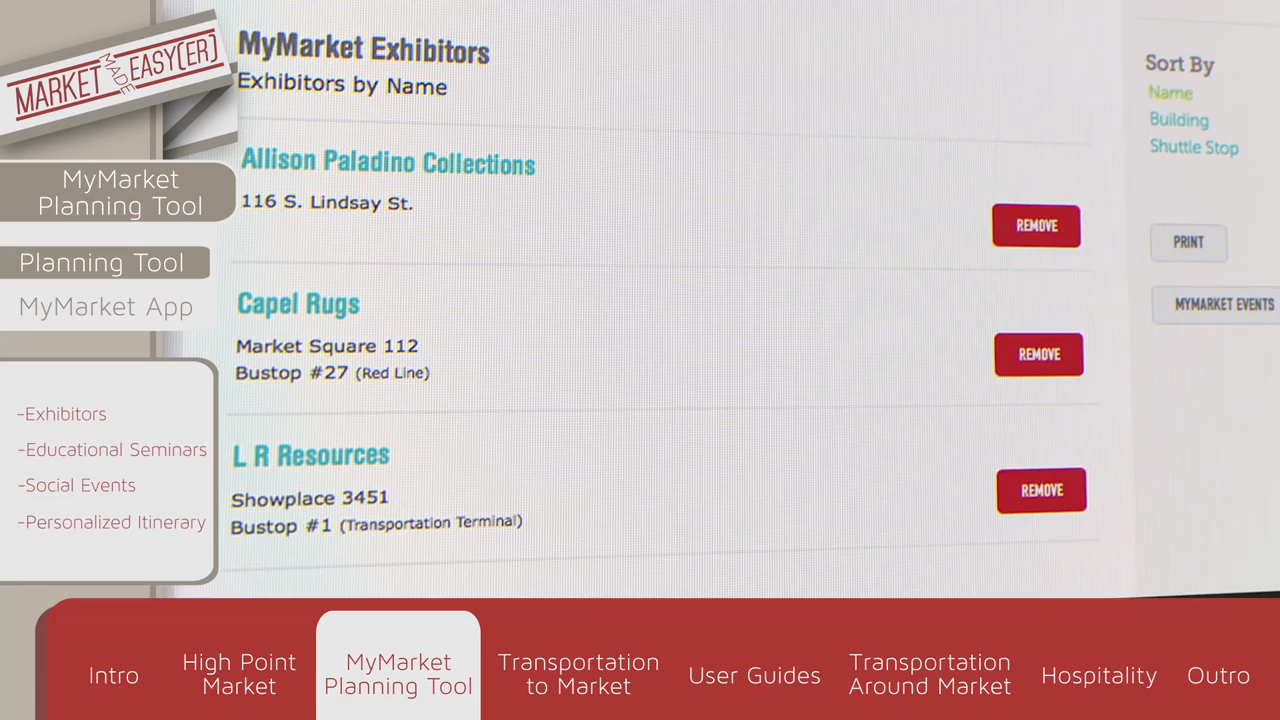 MARKET MADE EASY(ER)
MyMarket
Planning Tool
Planning Tool
MyMarket App
-Exhibitors
-Educational Seminars
-Social Events
-Personalized Itinerary
MyMarket Exhibitors
Exhibitors by Name
Allison Paladino Collections
116 S. Lindsay St.
REMOVE
Capel Rugs
Market Square 112
Bustop #27 (Red Line)
REMOVE
L R Resources
Showplace 3451
Bustop #1 (Transportation Terminal)
REMOVE
Sort By
Name
Building
Shuttle Stop
PRINT
MYMARKET EVENTS
Intro
High Point
Market
MyMarket
Planning Tool
Transportation
to Market
User Guides
Transportation
Around Market
Hospitality
Outro